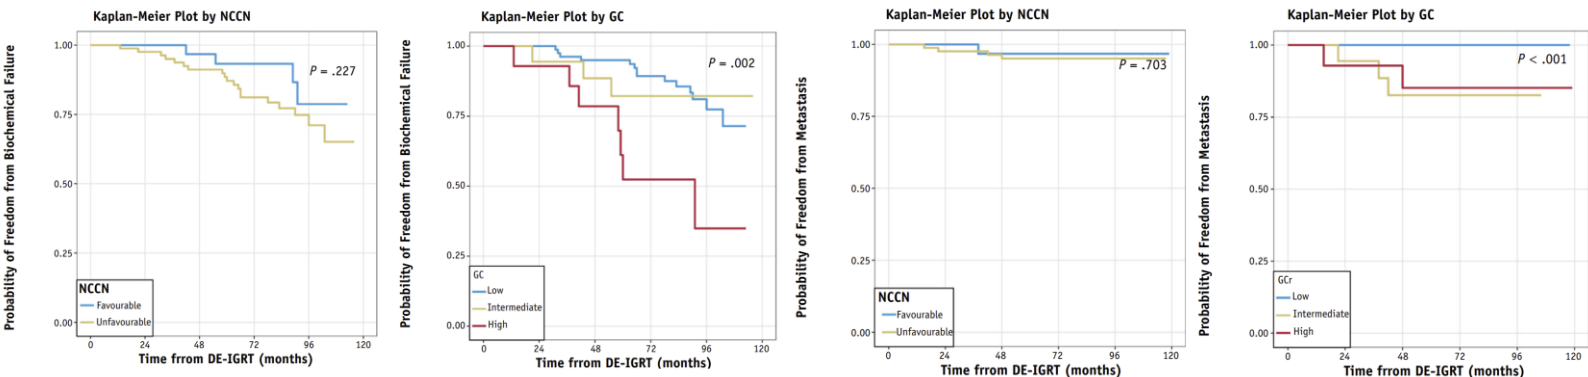 Kaplan-Meier Plot by NCCN
Probability of Freedom from Biochemical Failure
1.00
0.75
0.50
0.25
0.00
P = .227
NCCN
Favourable
Unfavourable
0 24 48 72 96 120
Time frrom DE-IGRT (months)
Kaplan-Meier Plot by GC
Probability of Freedom from Biochemical Failure
1.00
0.75
0.50
0.25
0.00
P = .002
GC
Low
Intermediate
High
0 24 48 72 96 120
Time frrom DE-IGRT (months)
Kaplan-Meier Plot by NCCN
Probability of Freedom from Metastasis
1.00
0.75
0.50
0.25
0.00
P = .703
NCCN
Favourable
Unfavourable
0 24 48 72 96 120
Time frrom DE-IGRT (months)
Kaplan-Meier Plot by GC
Probability of Freedom from Metastasis
1.00
0.75
0.50
0.25
0.00
P < .001
GCr
Low
Intermediate
High
0 24 48 72 96 120
Time frrom DE-IGRT (months)